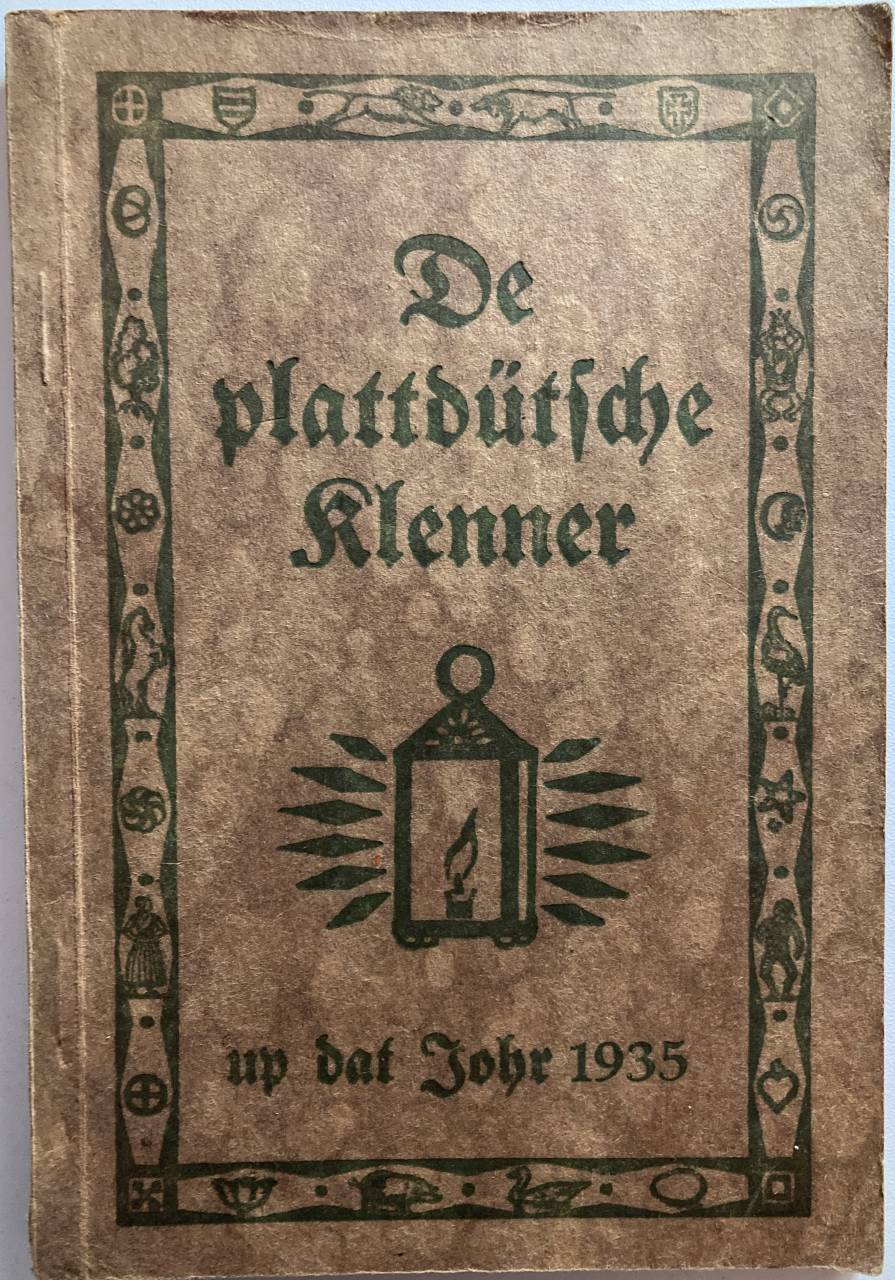 De
plattdütſche
Klenner
up dat Johr 1935